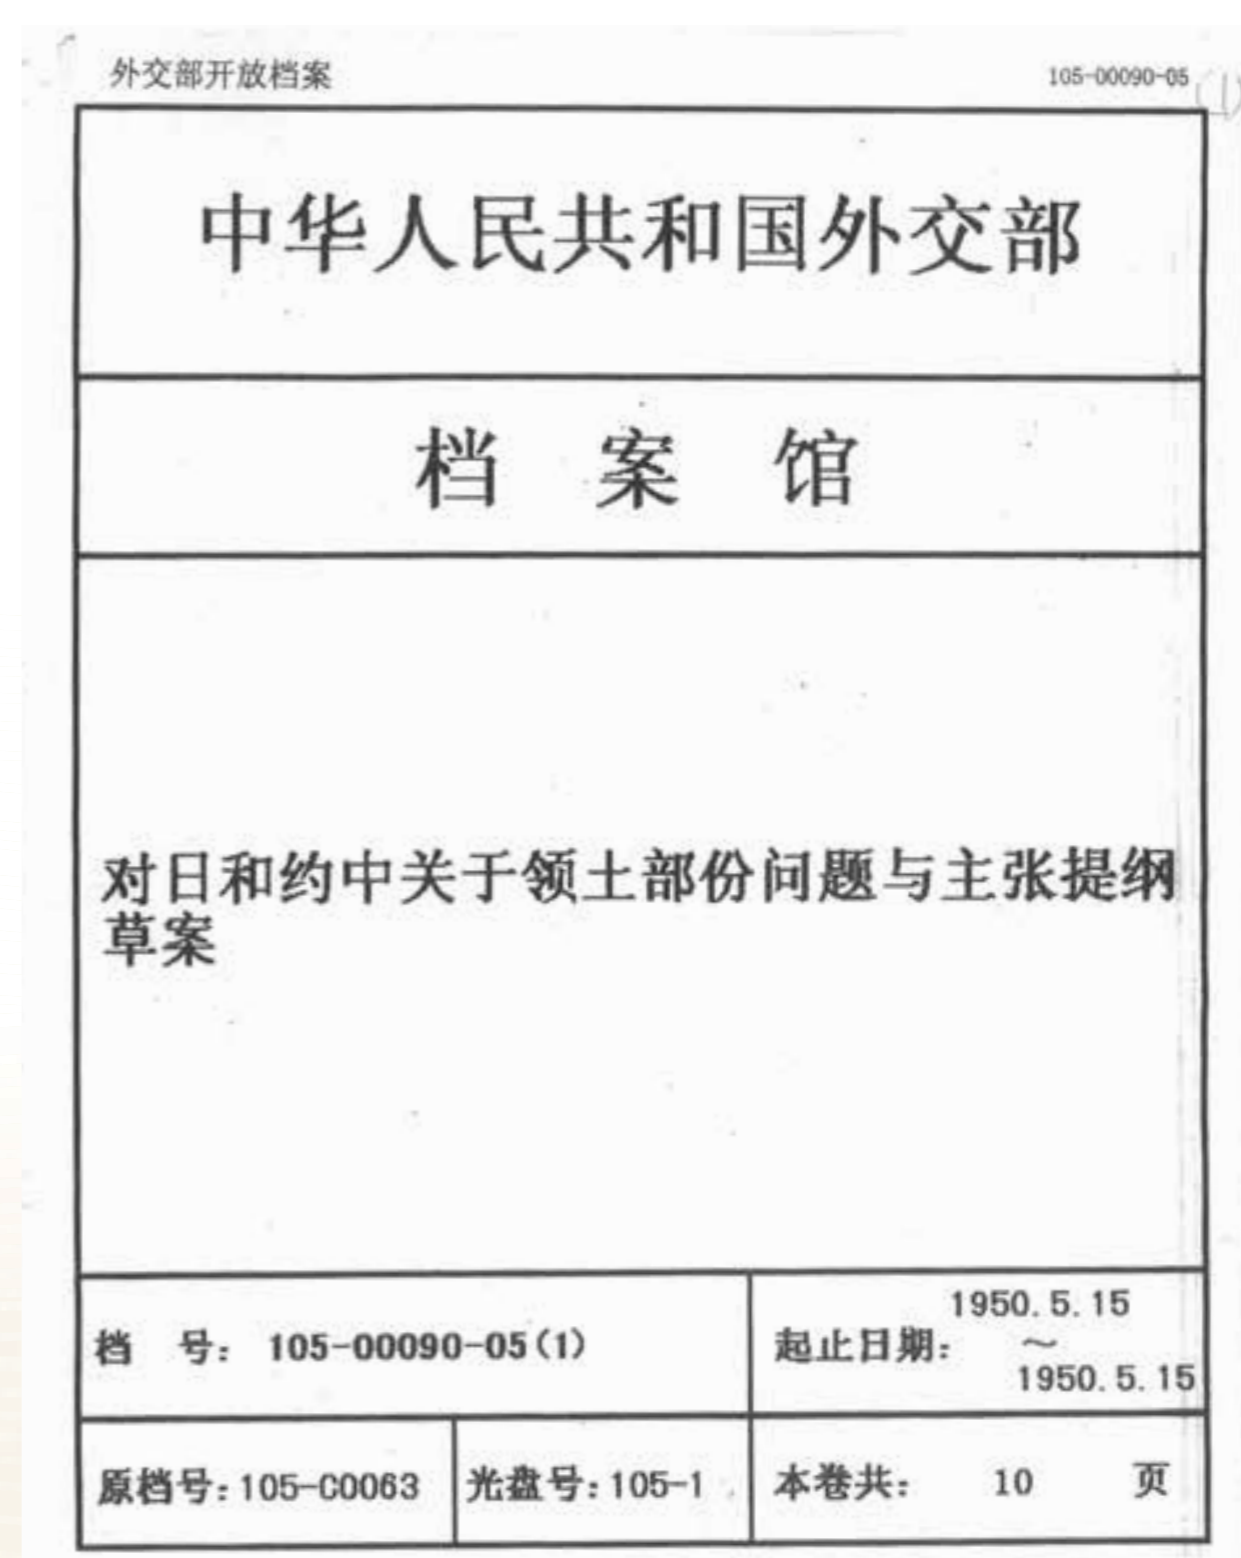 外交部开放档案
105-00090-05
(1)
中华人民共和国外交部
档 案 馆
对日和约中关于领土部份问题与主张提纲
草案
档 号: 105-00090-05(1)
起止日期: 1950.5.15
~
1950.5.15
原档号:105-C0063
光盘号:105-1
本卷共: 10 页